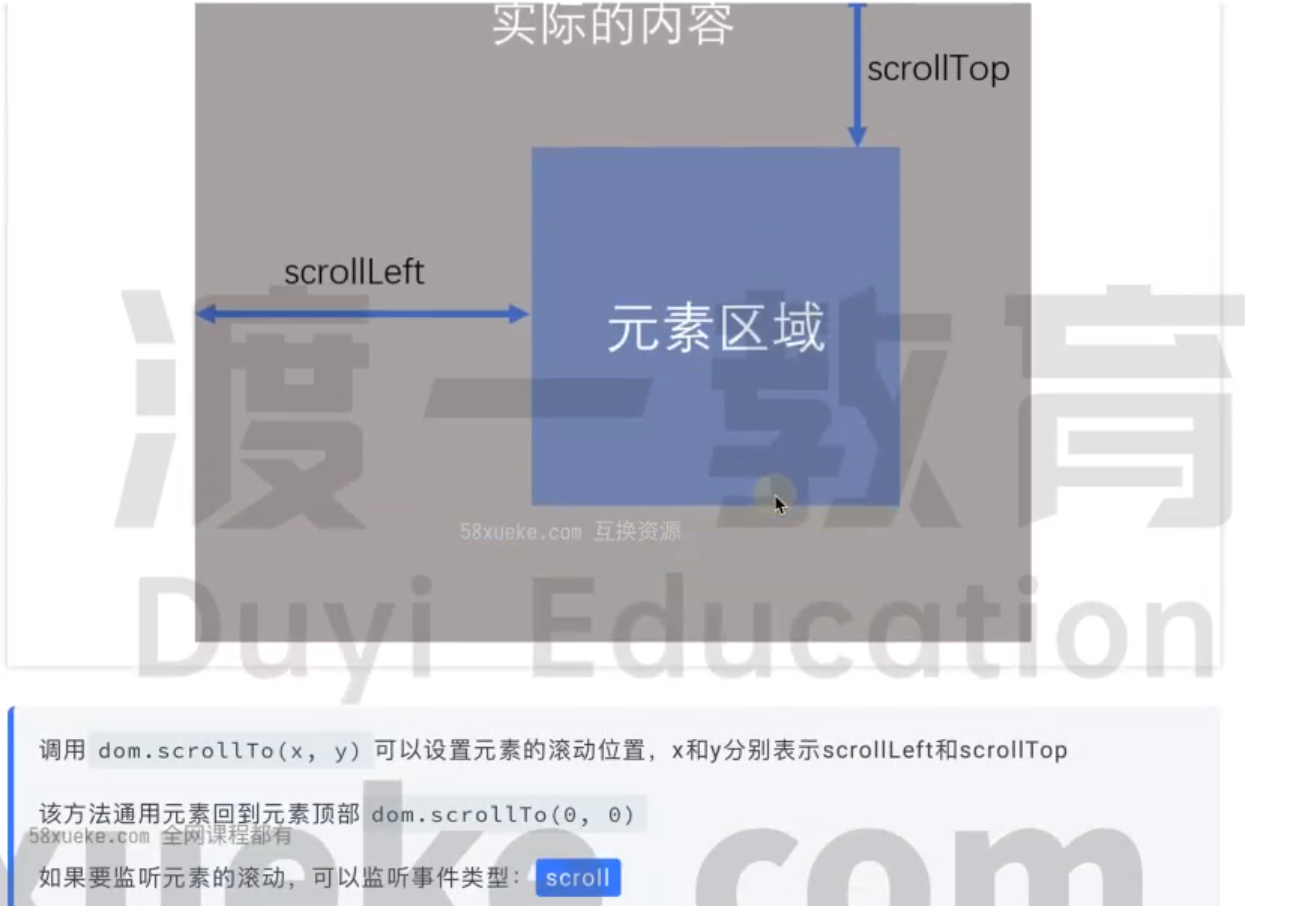 实际的内容
scrollTop
scrollLeft
元素区域
渡一教育
58xueke.com 互换资源
Duyi Education
调用 dom.scrollTo(x, y) 可以设置元素的滚动位置，x和y分别表示scrollLeft和scrollTop
该方法通用元素回到元素顶部 dom.scrollTo(0, 0)
58xueke.com 全网课程都有
如果要监听元素的滚动，可以监听事件类型： scroll
xueke.com